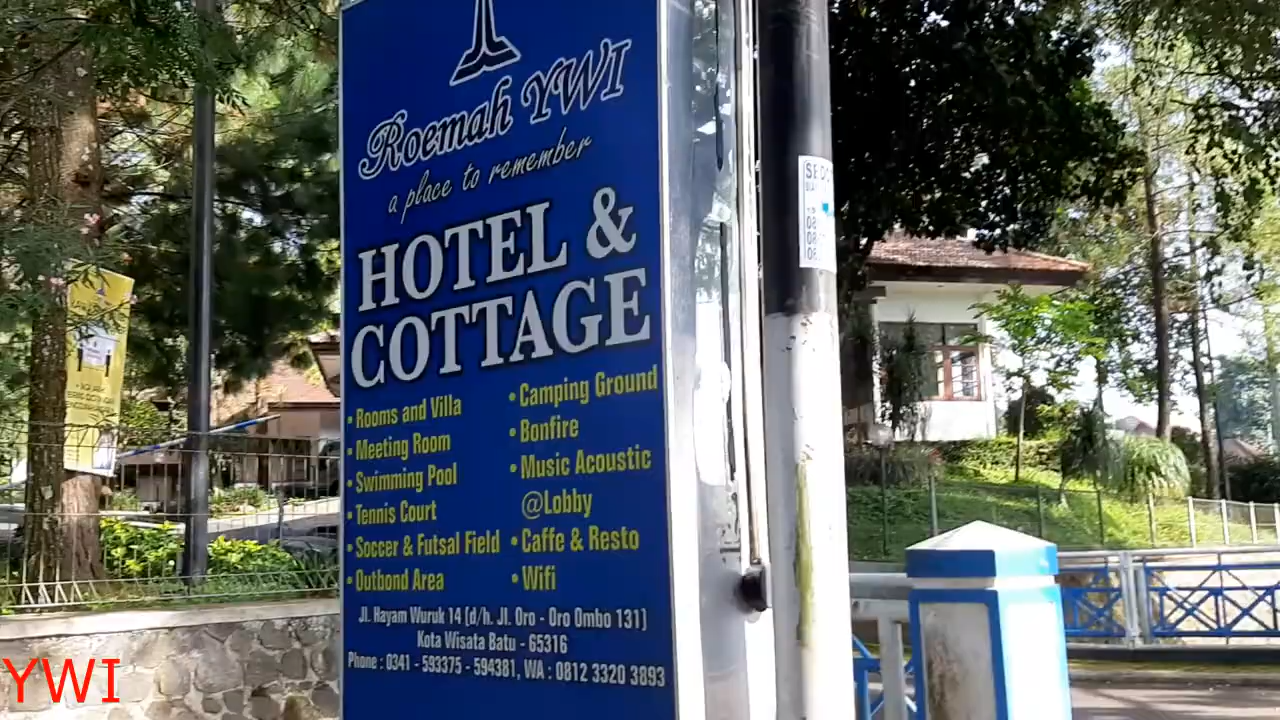 Roemah YWI
a place to remember
HOTEL &
COTTAGE
• Rooms and Villa
• Meeting Room
• Swimming Pool
• Tennis Court
• Soccer & Futsal Field
• Outbond Area
• Camping Ground
• Bonfire
• Music Acoustic
@Lobby
• Caffe & Resto
• Wifi
Jl. Hayam Wuruk 14 (d/h. Jl. Oro - Oro Ombo 131)
Kota Wisata Batu - 65316
Phone : 0341 - 593375 - 594381, WA : 0812 3320 3893
YWI